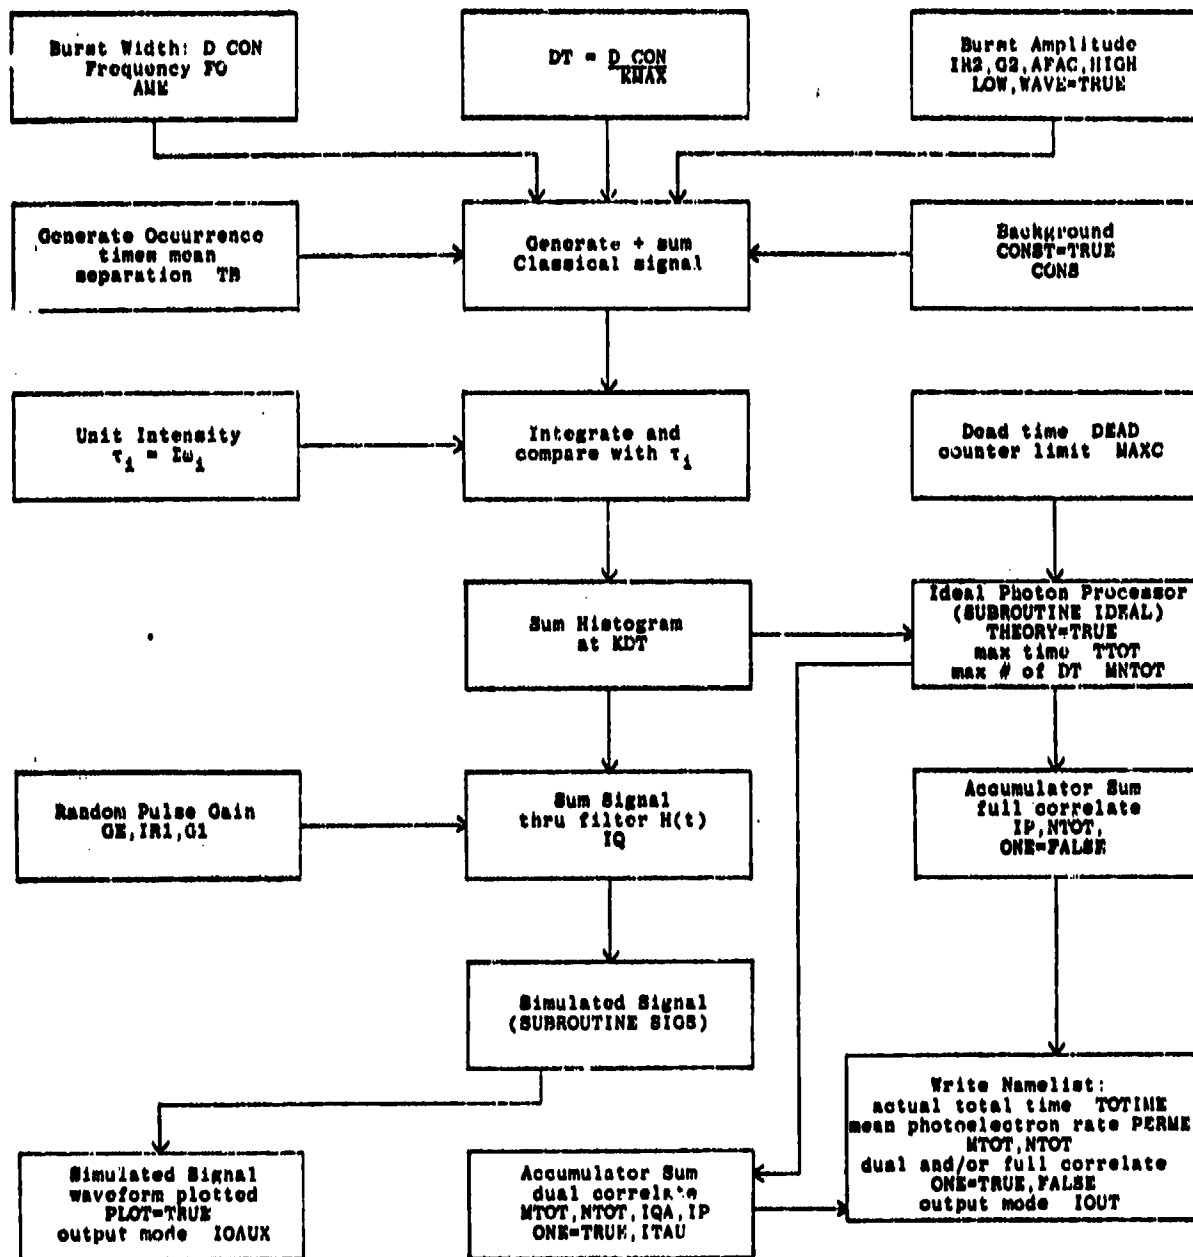 Burst Width: D CON
Frequency FO
AME
DT = D CON
KMAX
Burst Amplitude
IR2,G2,AFAC,HIGH
LOW,WAVE=TRUE
Generate Occurrence
times mean
separation TB
Generate + sum
Classical signal
Background
CONST=TRUE
CONS
Unit Intensity
τi = Σωi
Integrate and
compare with τi
Dead time DEAD
counter limit MAXC
Sum Histogram
at KDT
Ideal Photon Processor
(SUBROUTINE IDEAL)
THEORY=TRUE
max time TTOT
max # of DT MNTOT
Random Pulse Gain
GE,IR1,G1
Sum Signal
thru filter H(t)
IQ
Accumulator Sum
full correlate
IP,NTOT,
ONE=FALSE
Simulated Signal
(SUBROUTINE SIGS)
Write Namelist:
actual total time TOTIME
mean photoelectron rate PERME
MTOT,NTOT
dual and/or full correlate
ONE=TRUE,FALSE
output mode IOUT
Simulated Signal
waveform plotted
PLOT=TRUE
output mode IOAUX
Accumulator Sum
dual correlate
MTOT,NTOT,IQA,IP
ONE=TRUE,ITAU